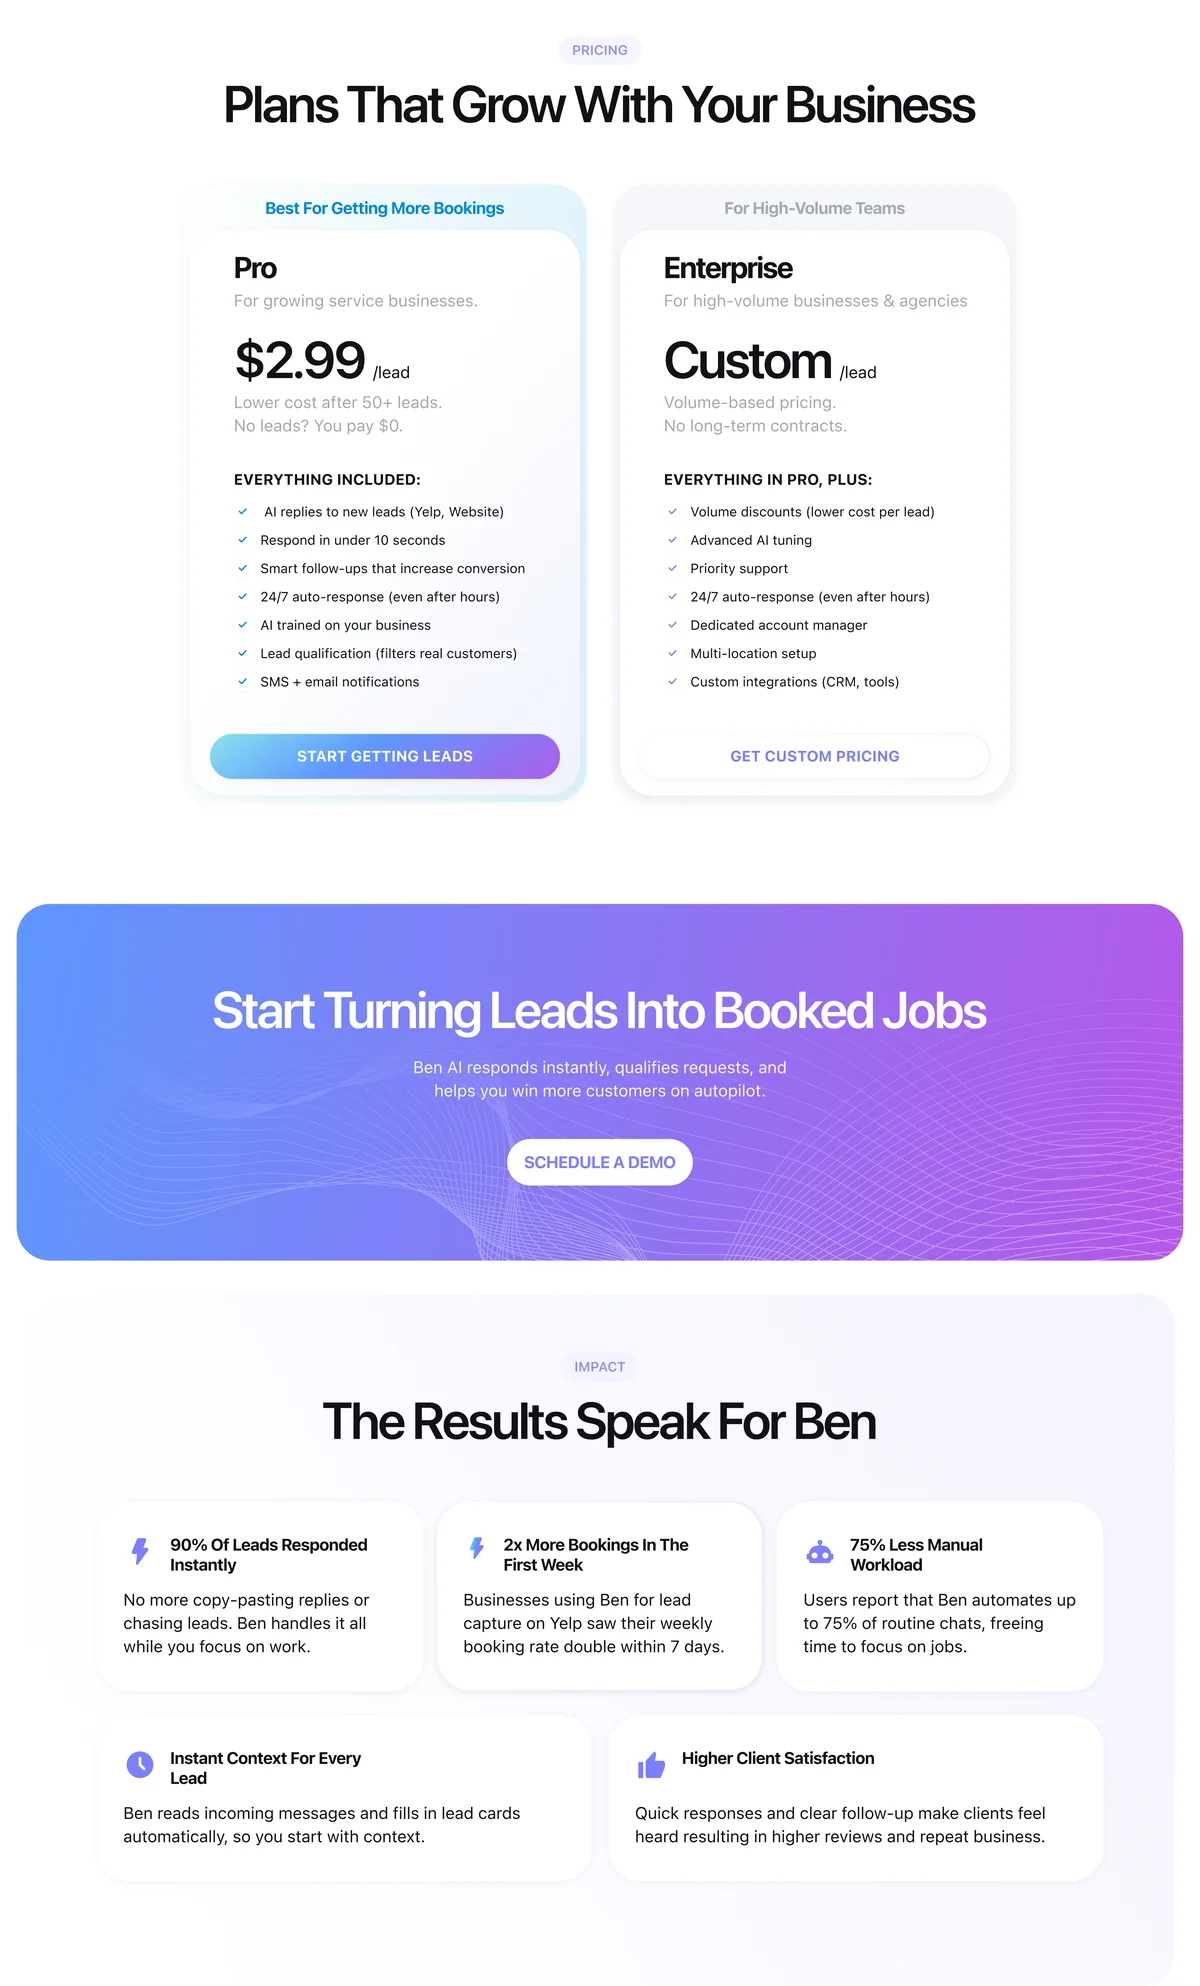 PRICING
Plans That Grow With Your Business
Best For Getting More Bookings
Pro
For growing service businesses.
$2.99 /lead
Lower cost after 50+ leads.
No leads? You pay $0.
EVERYTHING INCLUDED:
AI replies to new leads (Yelp, Website)
Respond in under 10 seconds
Smart follow-ups that increase conversion
24/7 auto-response (even after hours)
AI trained on your business
Lead qualification (filters real customers)
SMS + email notifications
START GETTING LEADS
For High-Volume Teams
Enterprise
For high-volume businesses & agencies
Custom /lead
Volume-based pricing.
No long-term contracts.
EVERYTHING IN PRO, PLUS:
Volume discounts (lower cost per lead)
Advanced AI tuning
Priority support
24/7 auto-response (even after hours)
Dedicated account manager
Multi-location setup
Custom integrations (CRM, tools)
GET CUSTOM PRICING
Start Turning Leads Into Booked Jobs
Ben AI responds instantly, qualifies requests, and
helps you win more customers on autopilot.
SCHEDULE A DEMO
IMPACT
The Results Speak For Ben
90% Of Leads Responded
Instantly
No more copy-pasting replies or
chasing leads. Ben handles it all
while you focus on work.
2x More Bookings In The
First Week
Businesses using Ben for lead
capture on Yelp saw their weekly
booking rate double within 7 days.
75% Less Manual
Workload
Users report that Ben automates up
to 75% of routine chats, freeing
time to focus on jobs.
Instant Context For Every
Lead
Ben reads incoming messages and fills in lead cards
automatically, so you start with context.
Higher Client Satisfaction
Quick responses and clear follow-up make clients feel
heard resulting in higher reviews and repeat business.